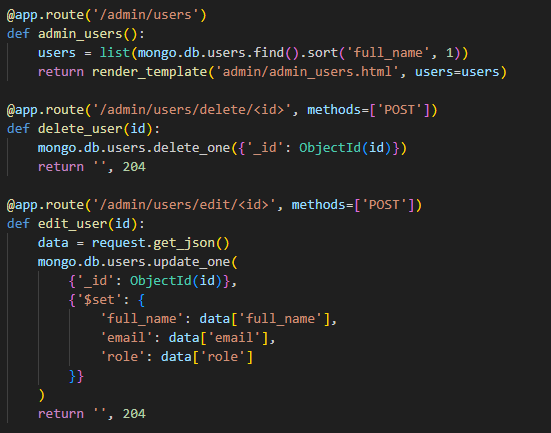 @app.route('/admin/users')
def admin_users():
    users = list(mongo.db.users.find().sort('full_name', 1))
    return render_template('admin/admin_users.html', users=users)

@app.route('/admin/users/delete/<id>', methods=['POST'])
def delete_user(id):
    mongo.db.users.delete_one({'_id': ObjectId(id)})
    return '', 204

@app.route('/admin/users/edit/<id>', methods=['POST'])
def edit_user(id):
    data = request.get_json()
    mongo.db.users.update_one(
        {'_id': ObjectId(id)},
        {'$set': {
            'full_name': data['full_name'],
            'email': data['email'],
            'role': data['role']
        }}
    )
    return '', 204